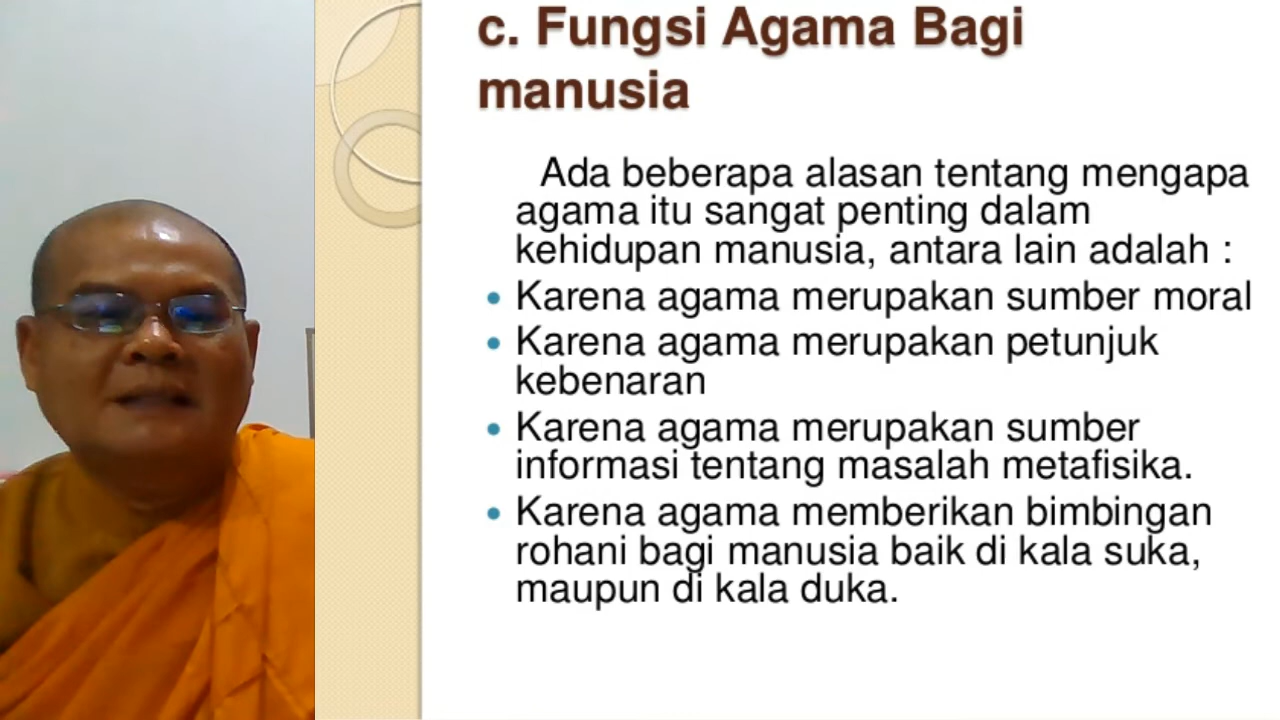 c. Fungsi Agama Bagi
manusia
Ada beberapa alasan tentang mengapa
agama itu sangat penting dalam
kehidupan manusia, antara lain adalah :
• Karena agama merupakan sumber moral
• Karena agama merupakan petunjuk
kebenaran
• Karena agama merupakan sumber
informasi tentang masalah metafisika.
• Karena agama memberikan bimbingan
rohani bagi manusia baik di kala suka,
maupun di kala duka.